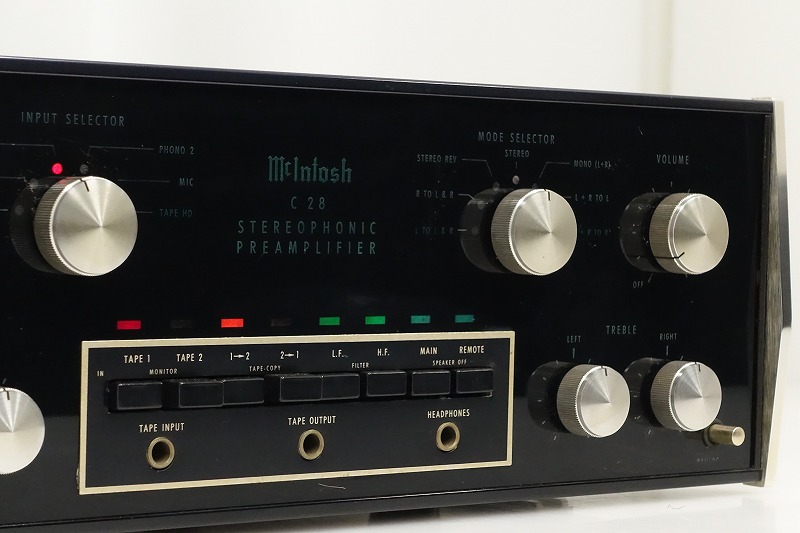 INPUT SELECTOR
PHONO 2
MIC
TAPE HD
McIntosh
C 28
STEREOPHONIC
PREAMPLIFIER
MODE SELECTOR
STEREO
STEREO REV
MONO (L+R)
R TO L & R
L + R TO L
L TO L & R
VOLUME
OFF
TREBLE
LEFT
RIGHT
TAPE 1
TAPE 2
1→2
2→1
L.F.
H.F.
MAIN
REMOTE
IN
MONITOR
TAPE-COPY
FILTER
SPEAKER OFF
TAPE INPUT
TAPE OUTPUT
HEADPHONES